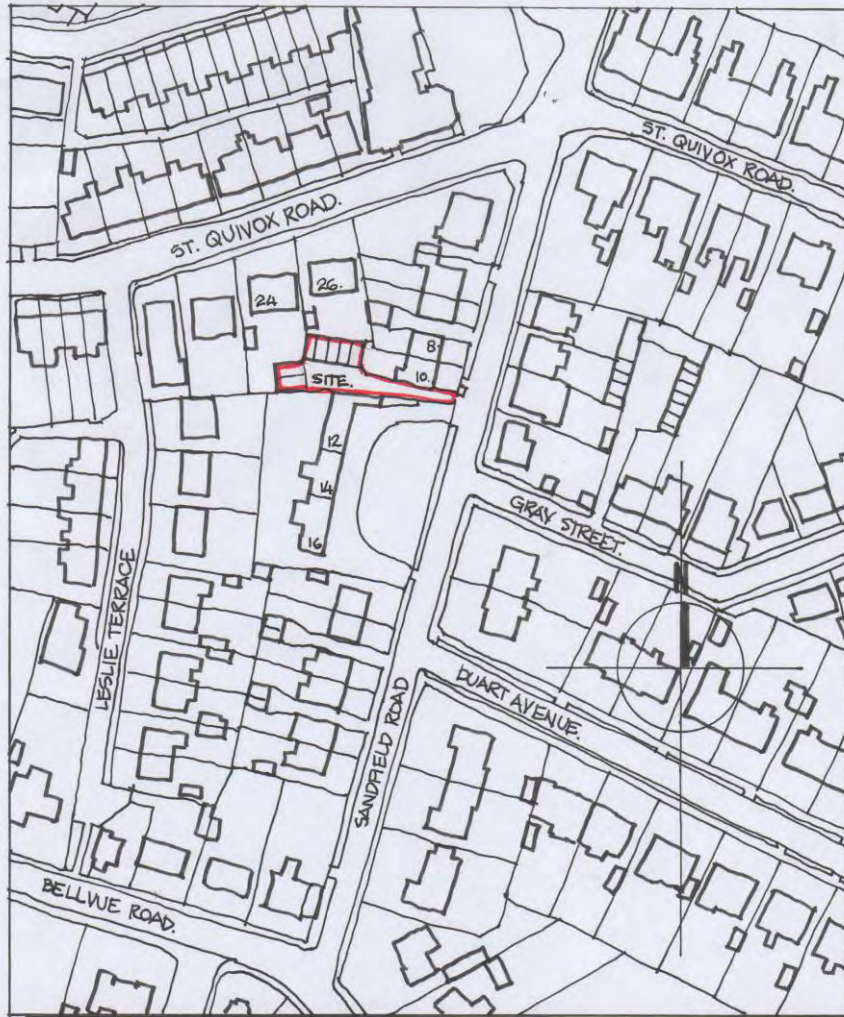 ST. QUIVOX ROAD.
ST. QUIVOX ROAD.
24
26.
8.
10.
SITE.
12
14
16
GRAY STREET.
N
LESLIE TERRACE
SANDFIELD ROAD
DUART AVENUE.
BELLVUE ROAD.